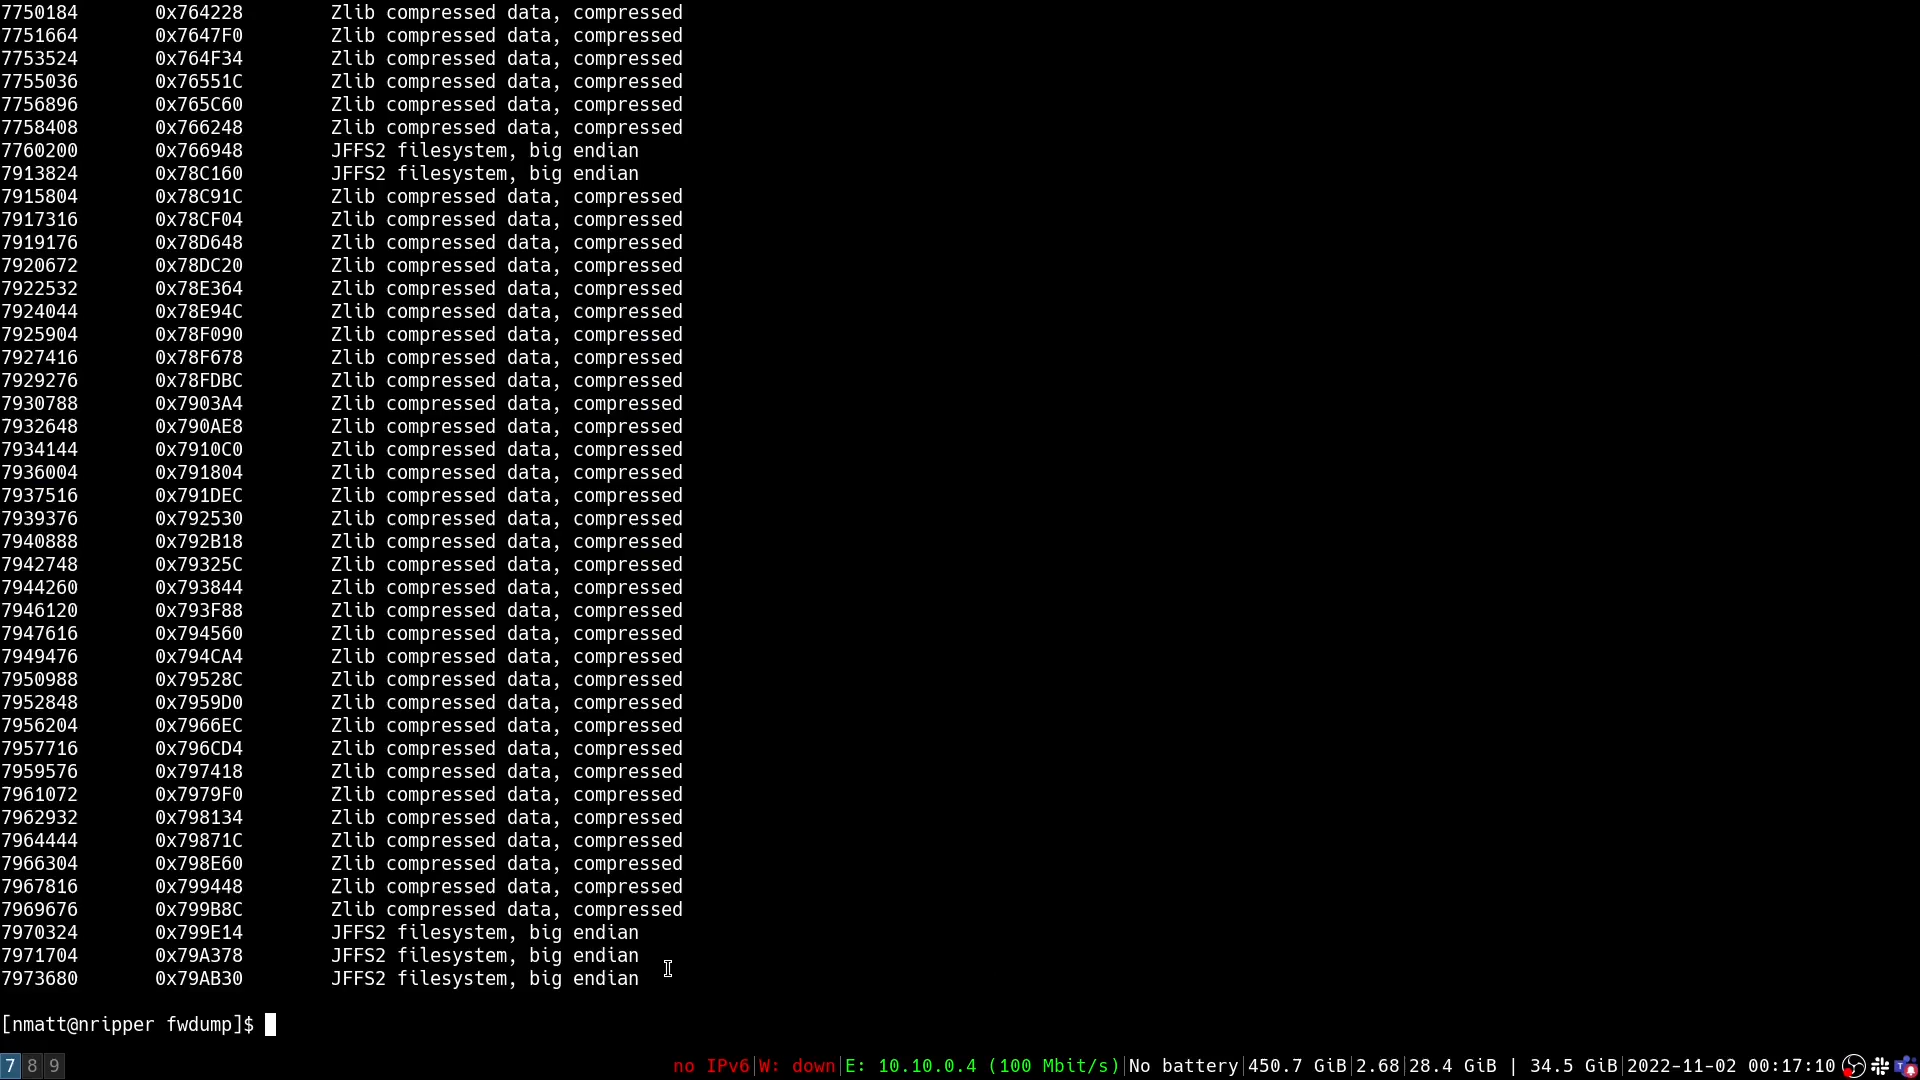 7750184       0x764228        Zlib compressed data, compressed
7751664       0x7647F0        Zlib compressed data, compressed
7753524       0x764F34        Zlib compressed data, compressed
7755036       0x76551C        Zlib compressed data, compressed
7756896       0x765C60        Zlib compressed data, compressed
7758408       0x766248        Zlib compressed data, compressed
7760200       0x766948        JFFS2 filesystem, big endian
7913824       0x78C160        JFFS2 filesystem, big endian
7915804       0x78C91C        Zlib compressed data, compressed
7917316       0x78CF04        Zlib compressed data, compressed
7919176       0x78D648        Zlib compressed data, compressed
7920672       0x78DC20        Zlib compressed data, compressed
7922532       0x78E364        Zlib compressed data, compressed
7924044       0x78E94C        Zlib compressed data, compressed
7925904       0x78F090        Zlib compressed data, compressed
7927416       0x78F678        Zlib compressed data, compressed
7929276       0x78FDBC        Zlib compressed data, compressed
7930788       0x7903A4        Zlib compressed data, compressed
7932648       0x790AE8        Zlib compressed data, compressed
7934144       0x7910C0        Zlib compressed data, compressed
7936004       0x791804        Zlib compressed data, compressed
7937516       0x791DEC        Zlib compressed data, compressed
7939376       0x792530        Zlib compressed data, compressed
7940888       0x792B18        Zlib compressed data, compressed
7942748       0x79325C        Zlib compressed data, compressed
7944260       0x793844        Zlib compressed data, compressed
7946120       0x793F88        Zlib compressed data, compressed
7947616       0x794560        Zlib compressed data, compressed
7949476       0x794CA4        Zlib compressed data, compressed
7950988       0x79528C        Zlib compressed data, compressed
7952848       0x7959D0        Zlib compressed data, compressed
7956204       0x7966EC        Zlib compressed data, compressed
7957716       0x796CD4        Zlib compressed data, compressed
7959576       0x797418        Zlib compressed data, compressed
7961072       0x7979F0        Zlib compressed data, compressed
7962932       0x798134        Zlib compressed data, compressed
7964444       0x79871C        Zlib compressed data, compressed
7966304       0x798E60        Zlib compressed data, compressed
7967816       0x799448        Zlib compressed data, compressed
7969676       0x799B8C        Zlib compressed data, compressed
7970324       0x799E14        JFFS2 filesystem, big endian
7971704       0x79A378        JFFS2 filesystem, big endian
7973680       0x79AB30        JFFS2 filesystem, big endian
[nmatt@nripper fwdump]$
7 8 9 no IPv6|W: down|E: 10.10.0.4 (100 Mbit/s)|No battery|450.7 GiB|2.68|28.4 GiB | 34.5 GiB|2022-11-02 00:17:10